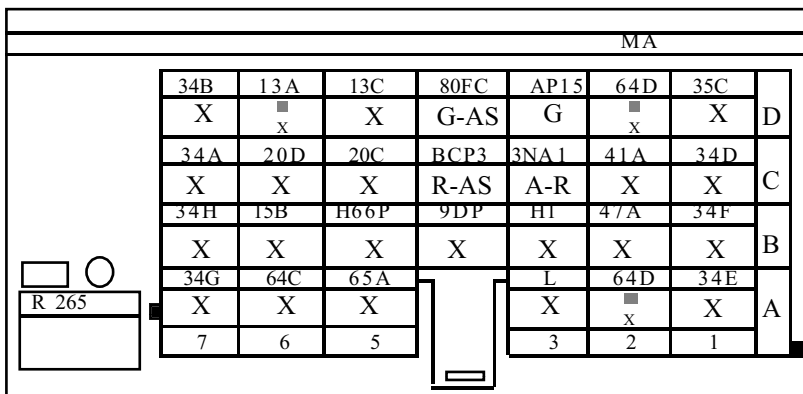 MA
34B 13A 13C 80FC AP15 64D 35C
X X X G-AS G X X D
34A 20D 20C BCP3 3NA1 41A 34D
X X X R-AS A-R X X C
34H 15B H66P 9DP H1 47A 34F
X X X X X X X B
34G 64C 65A L 64D 34E
R 265 X X X X X X A
7 6 5 3 2 1